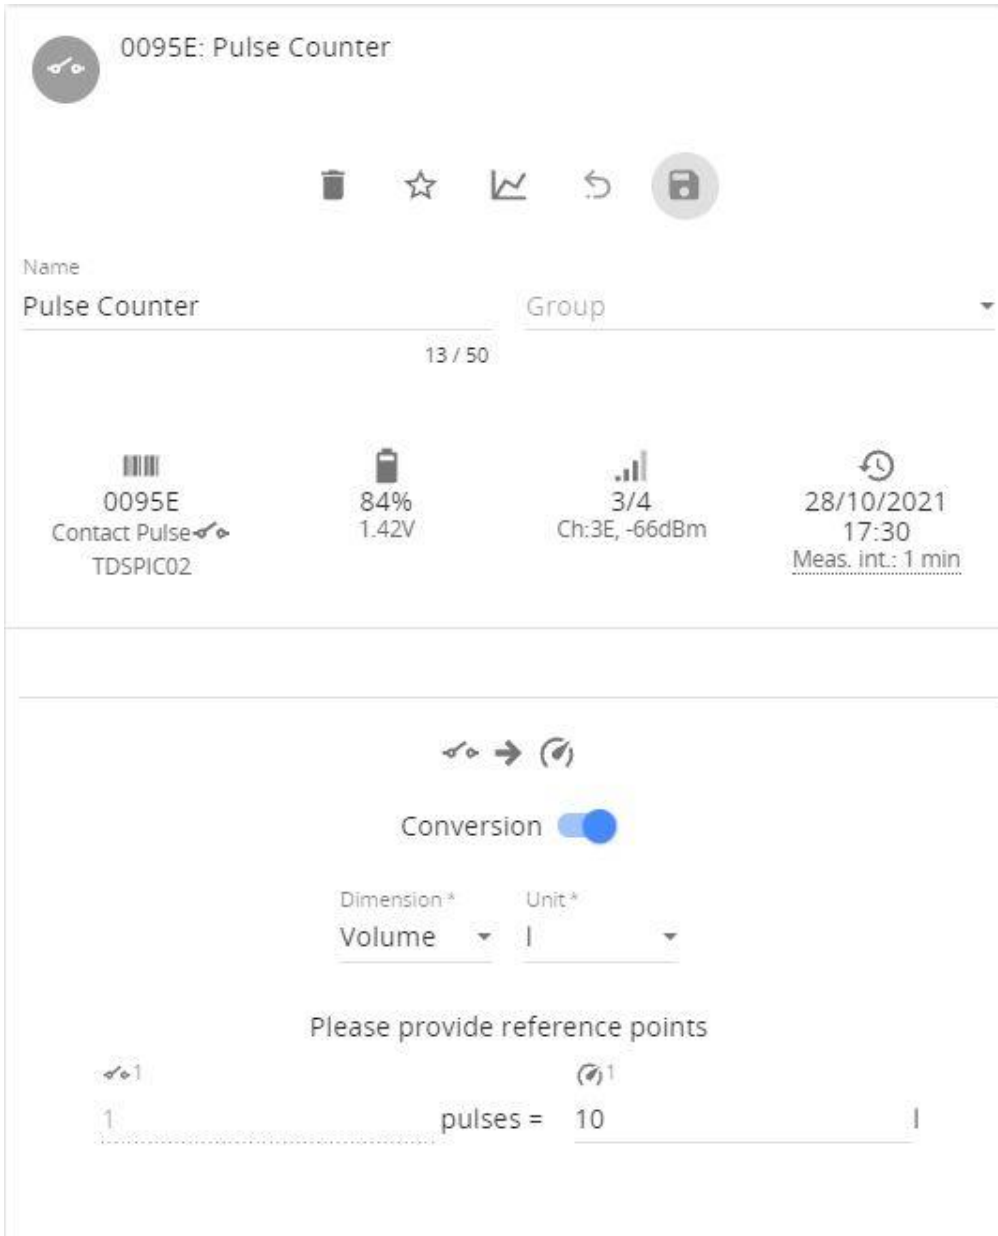 0095E: Pulse Counter
Name
Pulse Counter
Group
13 / 50
0095E
Contact Pulse
TDSPIC02
84%
1.42V
3/4
Ch:3E, -66dBm
28/10/2021
17:30
Meas. int.: 1 min
Conversion
Dimension * Unit *
Volume l
Please provide reference points
1 1
1 pulses = 10 l